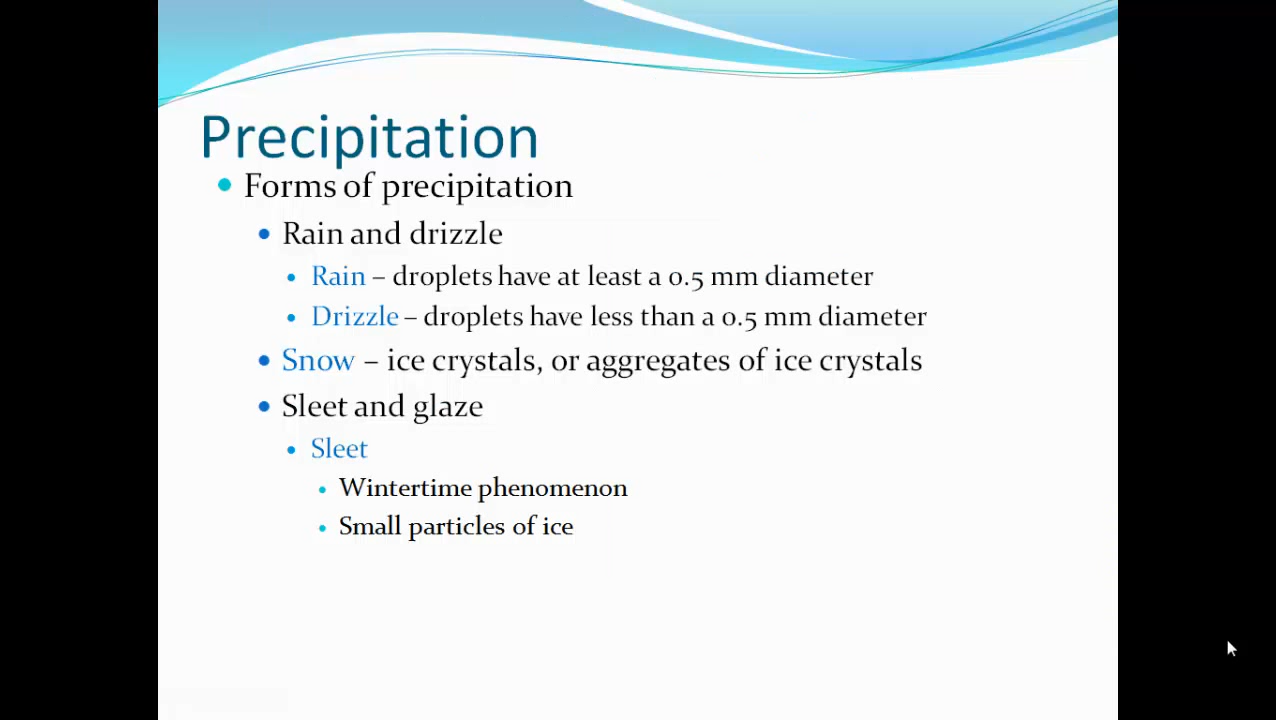 Precipitation
Forms of precipitation
Rain and drizzle
Rain – droplets have at least a 0.5 mm diameter
Drizzle – droplets have less than a 0.5 mm diameter
Snow – ice crystals, or aggregates of ice crystals
Sleet and glaze
Sleet
Wintertime phenomenon
Small particles of ice